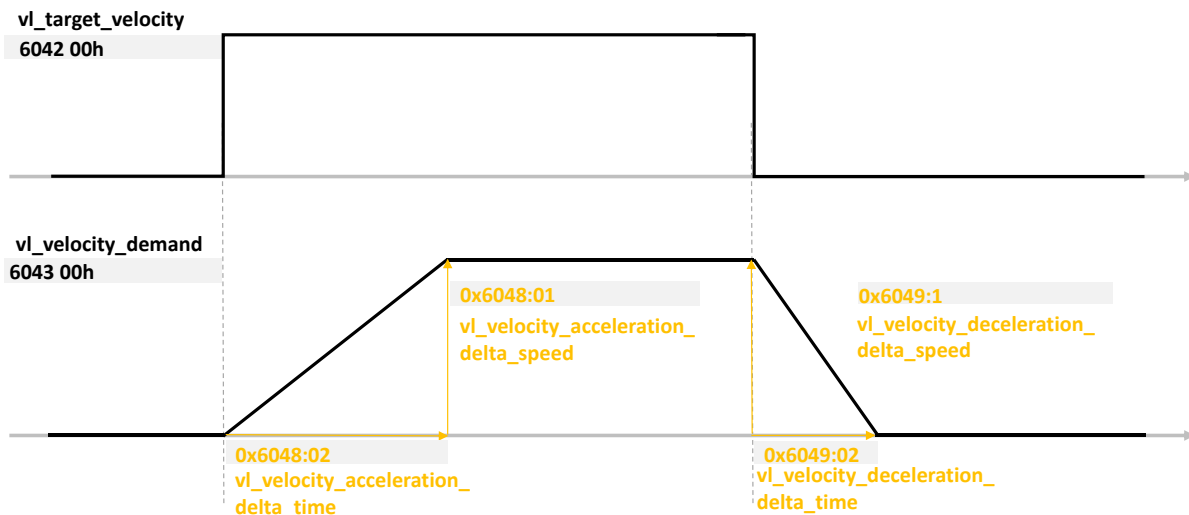 vl_target_velocity
6042 00h
vl_velocity_demand
6043 00h
0x6048:01
vl_velocity_acceleration_
delta_speed
0x6049:1
vl_velocity_deceleration_
delta_speed
0x6048:02
vl_velocity_acceleration_
delta_time
0x6049:02
vl_velocity_deceleration_
delta_time